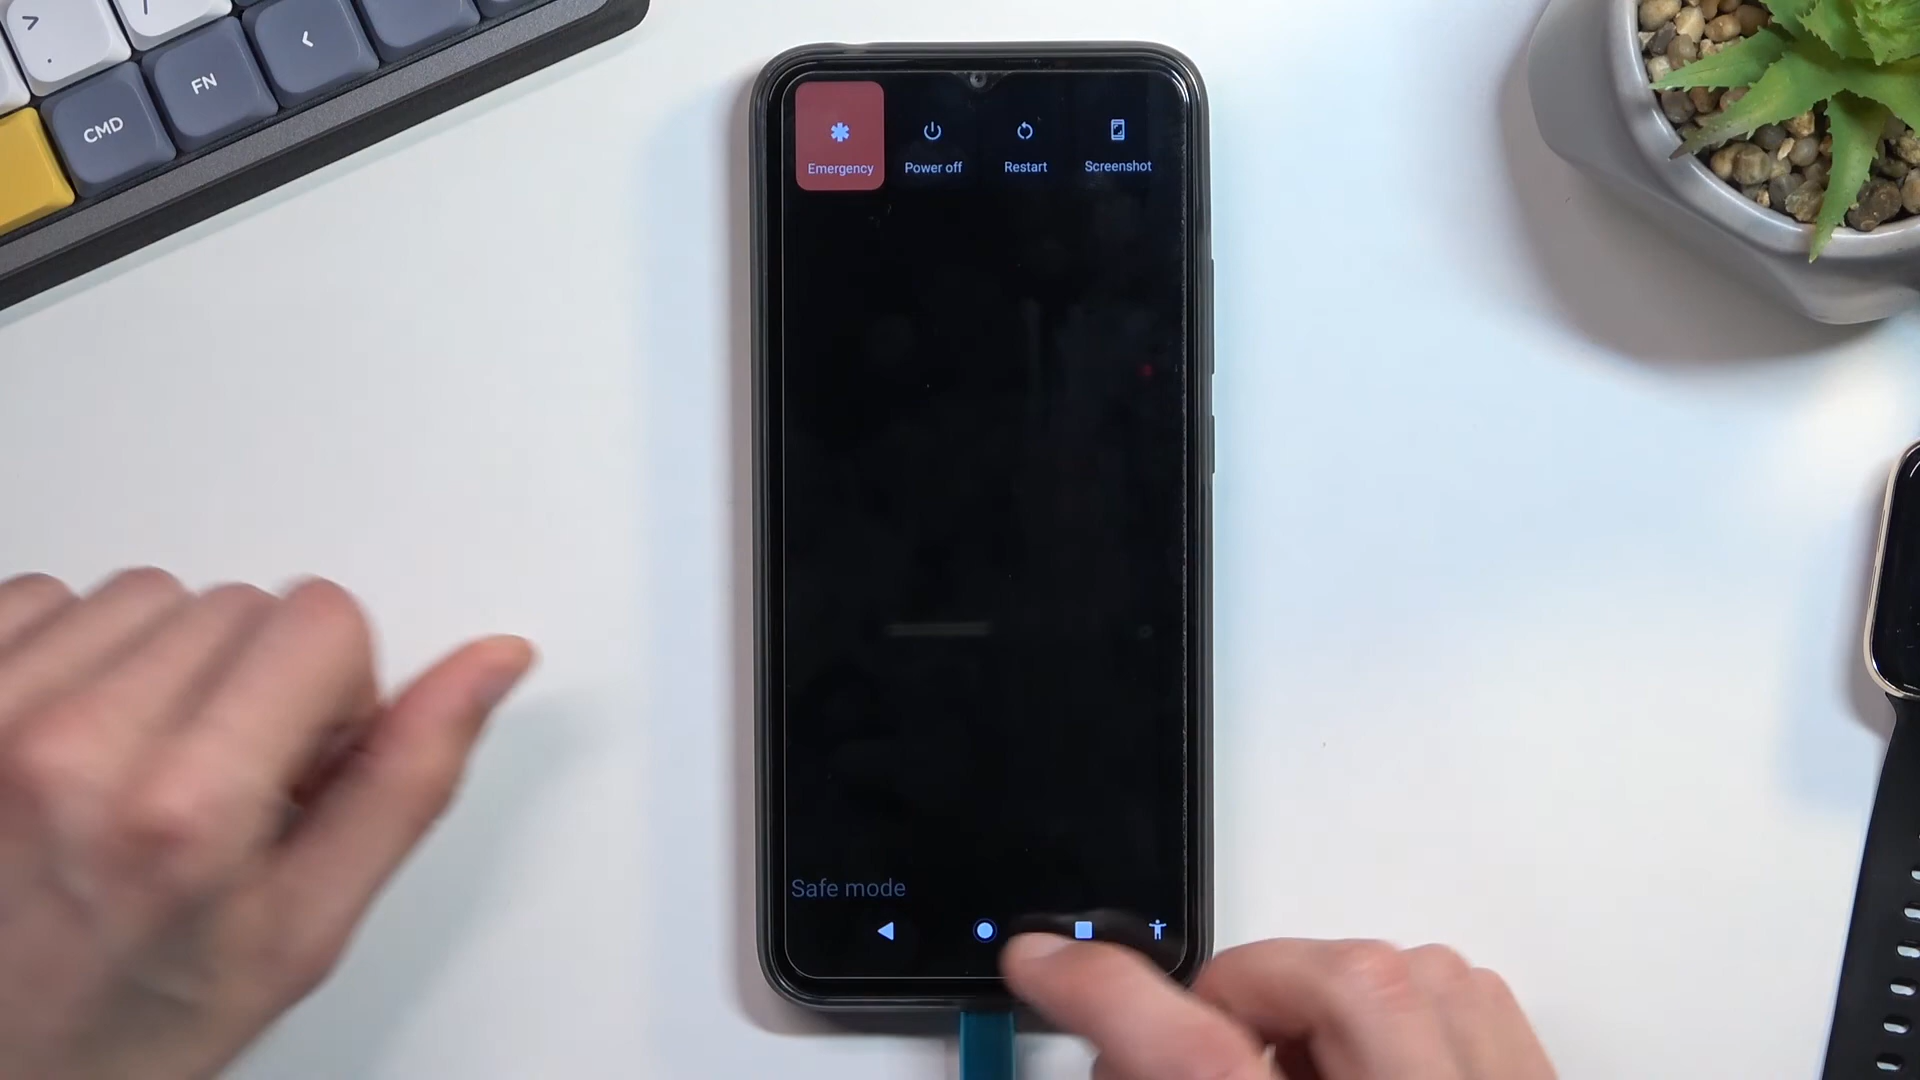 FN
CMD
Emergency
Power off
Restart
Screenshot
Safe mode